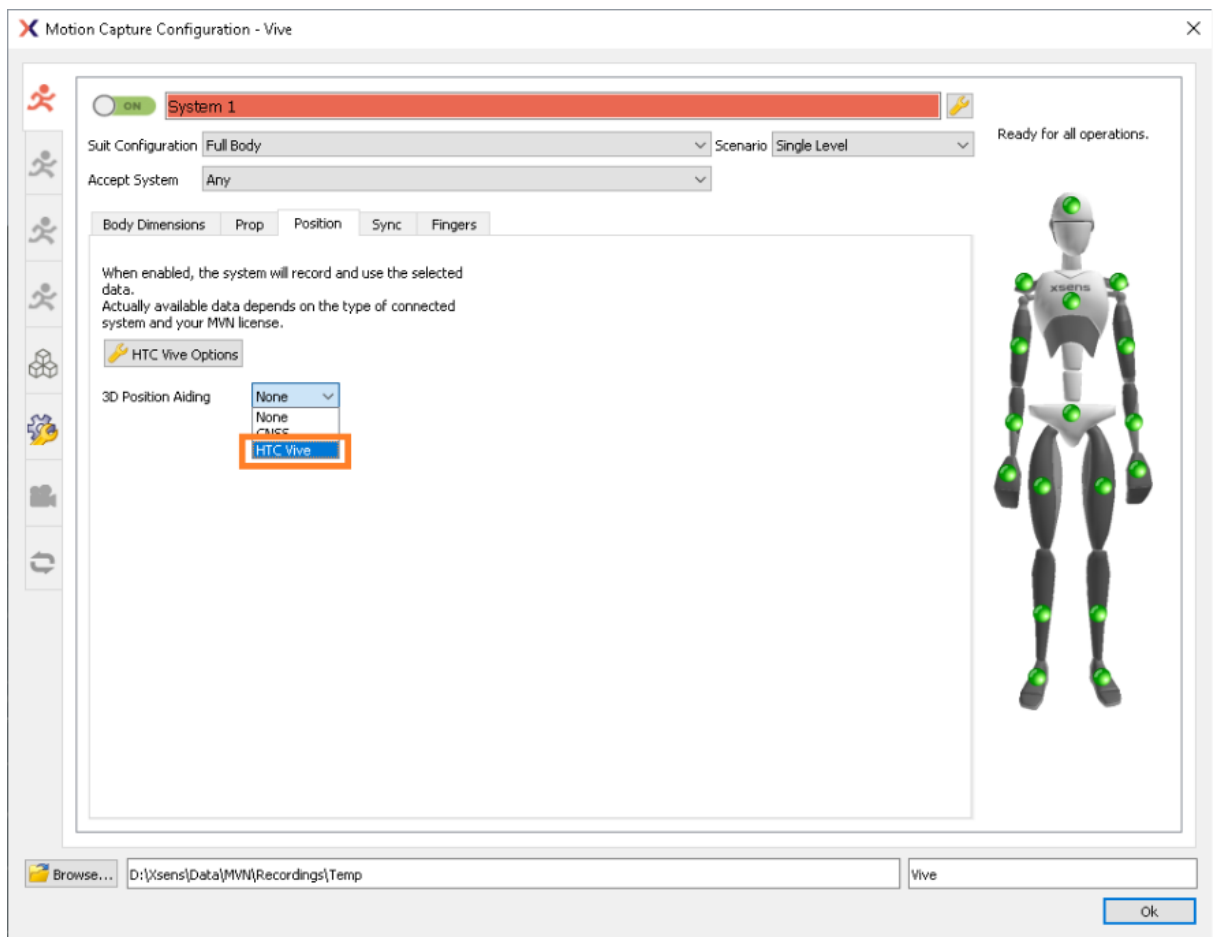 Motion Capture Configuration - Vive
ON
System 1
Suit Configuration Full Body Scenario Single Level
Ready for all operations.
Accept System Any
Body Dimensions Prop Position Sync Fingers
When enabled, the system will record and use the selected
data.
Actually available data depends on the type of connected
system and your MVN license.
HTC Vive Options
3D Position Aiding None
None
GNSS
HTC Vive
xsens
Browse... D:\Xsens\Data\MVN\Recordings\Temp Vive
Ok